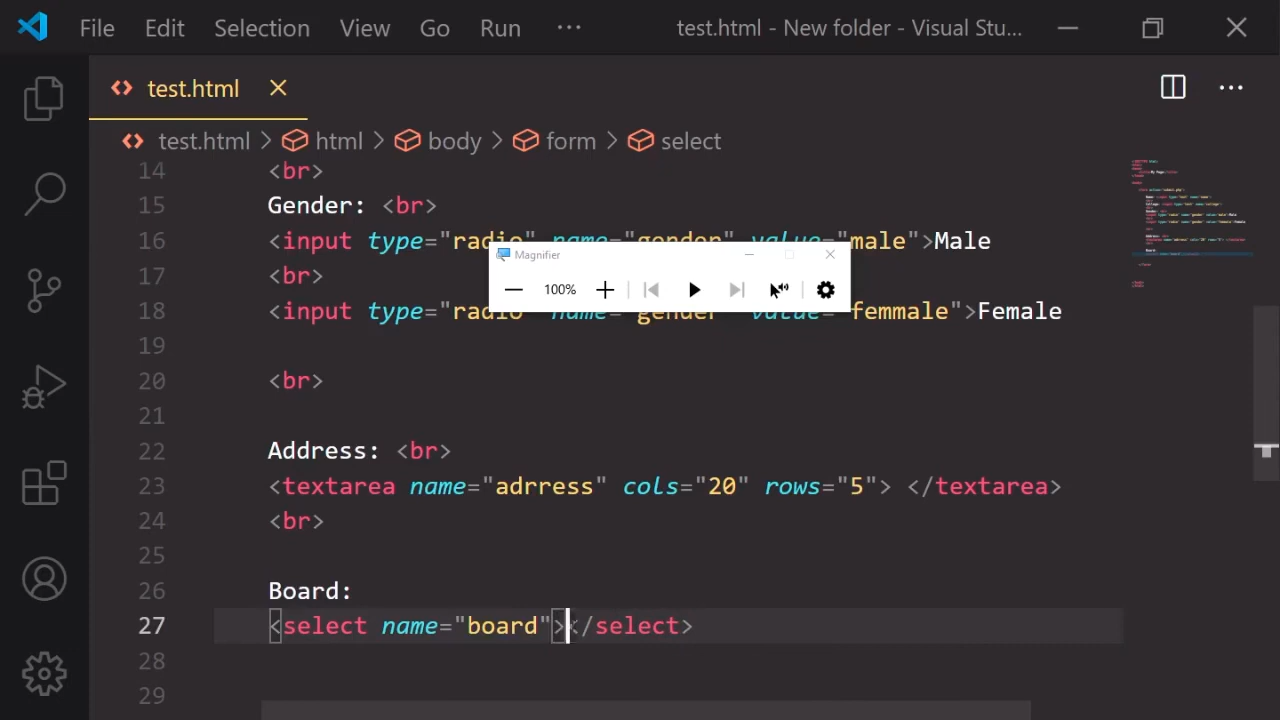 File Edit Selection View Go Run ··· test.html - New folder - Visual Stu...
test.html
test.html > html > body > form > select
14 <br>
15 Gender: <br>
16 <input type="radio" name="gender" value="male">Male
Magnifier
17 <br>
100%
18 <input type="radio" name="gender" value="femmale">Female
19
20 <br>
21
22 Address: <br>
23 <textarea name="adrress" cols="20" rows="5"> </textarea>
24 <br>
25
26 Board:
27 <select name="board"></select>
28
29